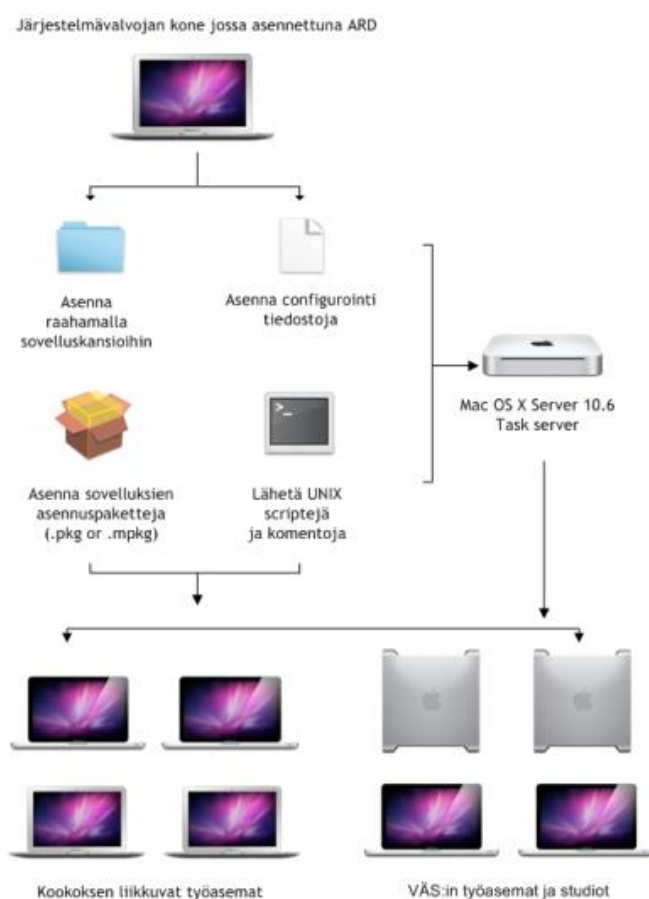 Järjestelmävalvojan kone jossa asennettuna ARD
Asenna
raahamalla
sovelluskansioihin
Asenna configurointi
tiedostoja
Mac OS X Server 10.6
Task server
Asenna sovelluksien
asennuspaketteja
(.pkg or .mpkg)
>_
Lähetä UNIX
scriptejä
ja komentoja
Kookoksen liikkuvat työasemat
VÄS:in työasemat ja studiot